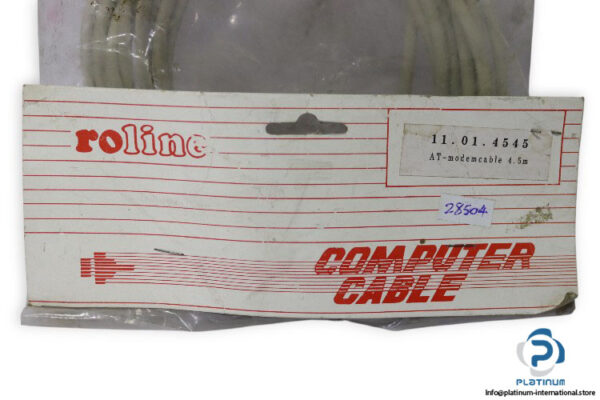 roline
11.01.4545
AT-modemcable 4.5m
28504
COMPUTER
CABLE
PLATINUM
info@platinum-international.store